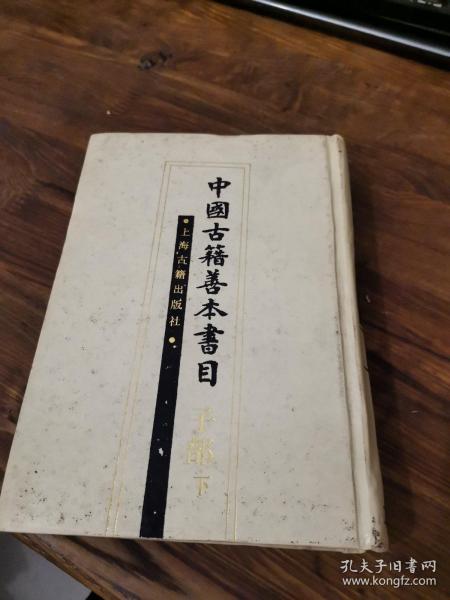 中國古籍善本書目
子部
下
上海古籍出版社
孔夫子旧书网
www.kongfz.com